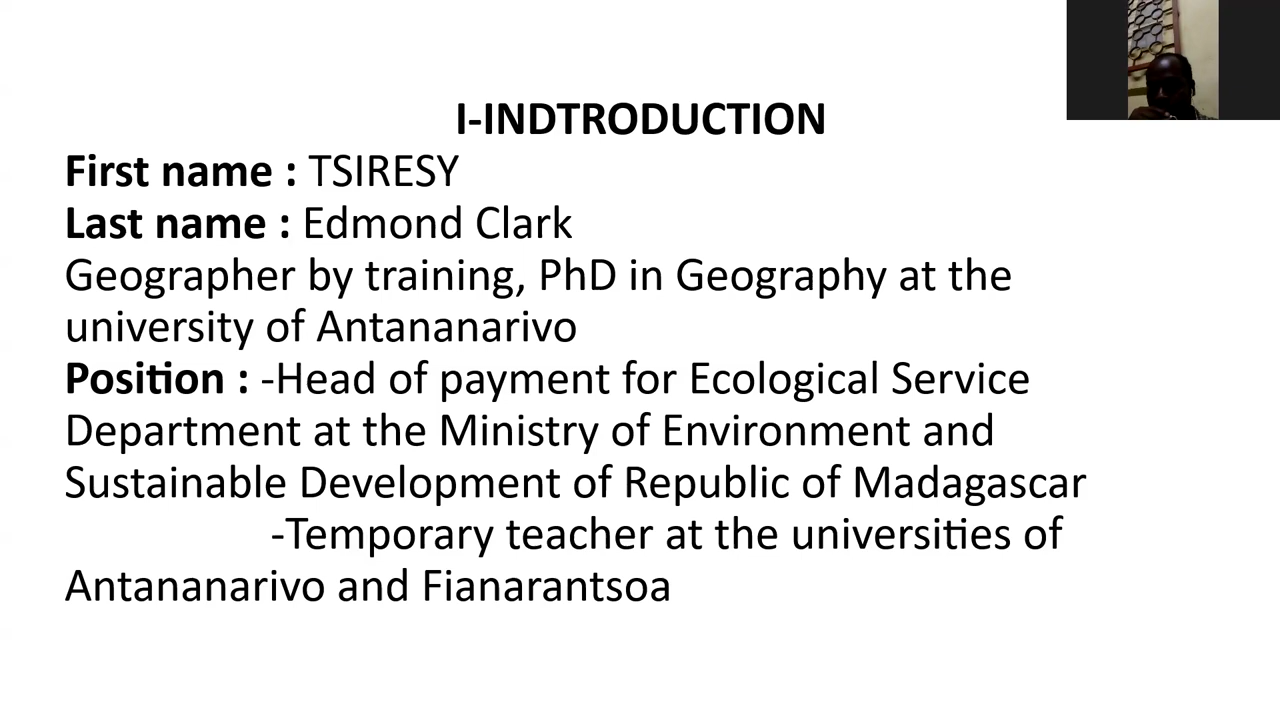 I-INDTRODUCTION
First name : TSIRESY
Last name : Edmond Clark
Geographer by training, PhD in Geography at the
university of Antananarivo
Position : -Head of payment for Ecological Service
Department at the Ministry of Environment and
Sustainable Development of Republic of Madagascar
-Temporary teacher at the universities of
Antananarivo and Fianarantsoa